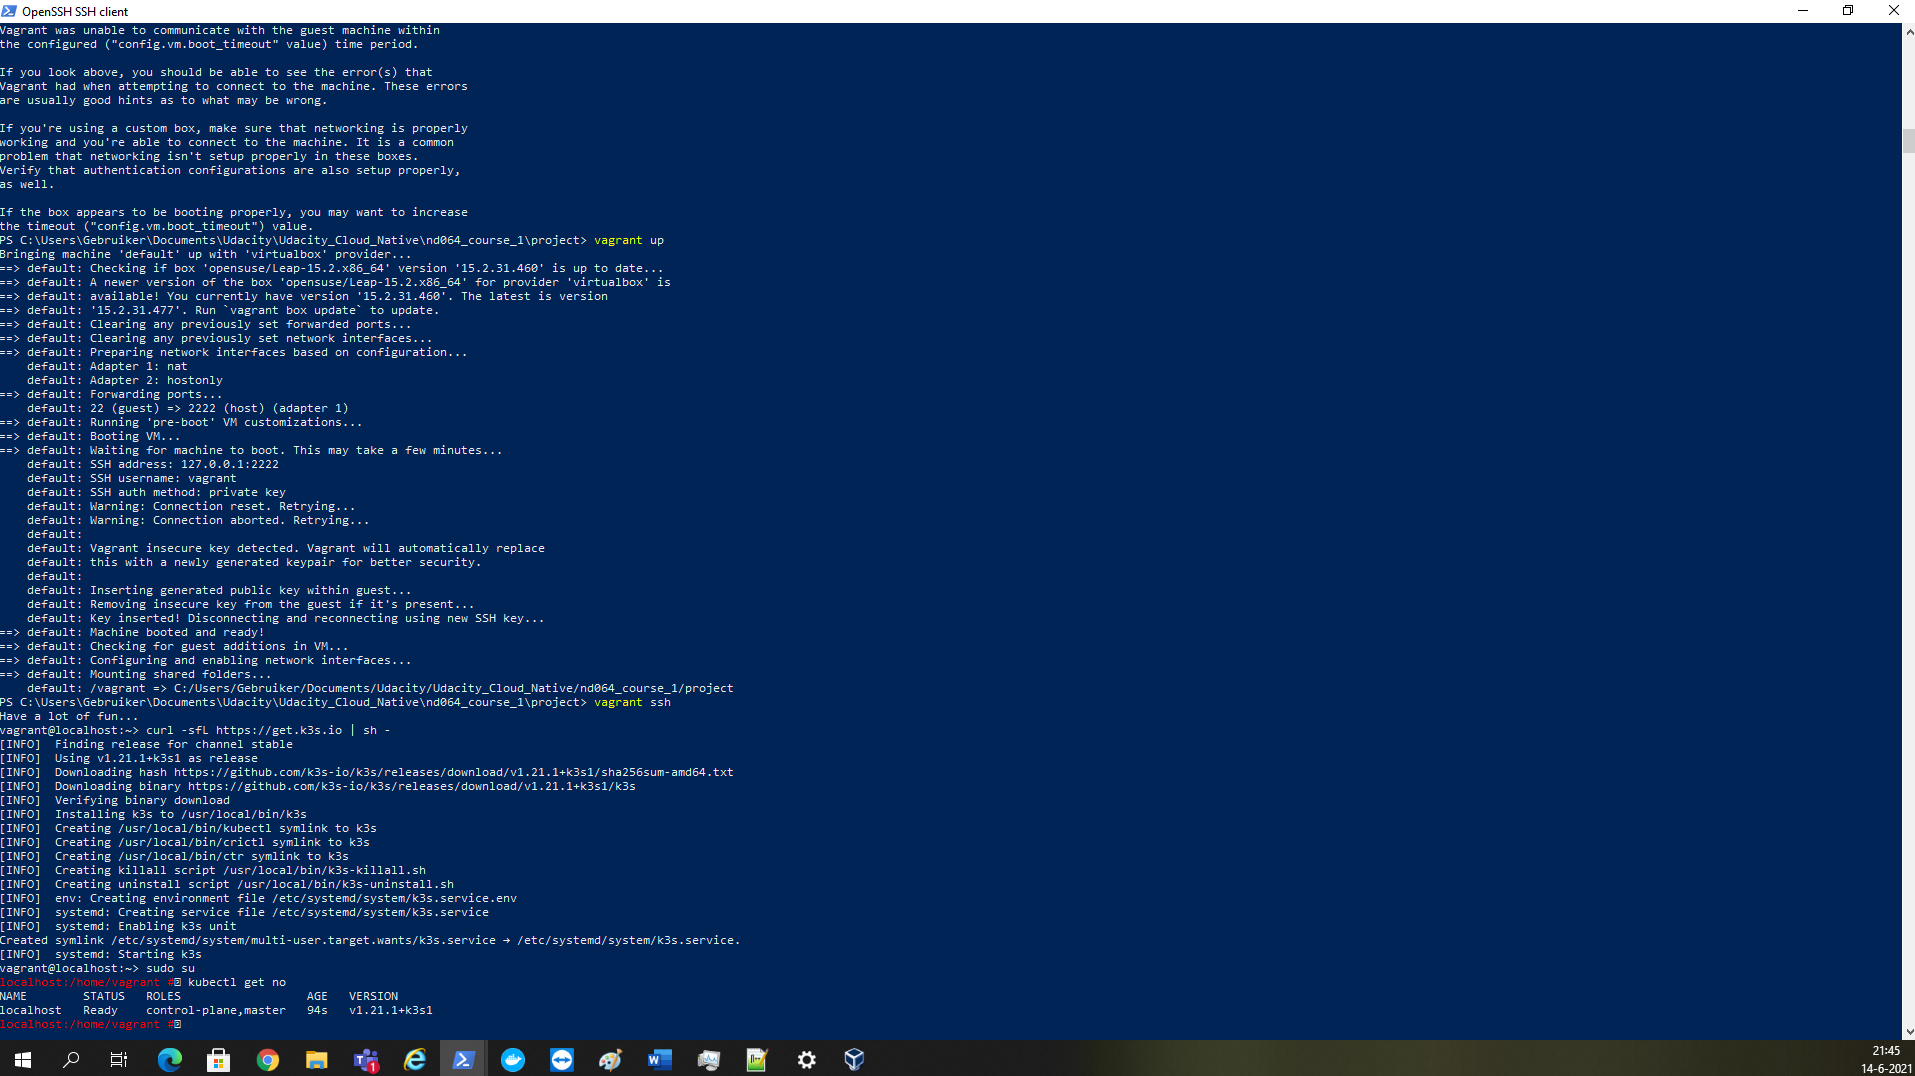 OpenSSH SSH client
Vagrant was unable to communicate with the guest machine within
the configured ("config.vm.boot_timeout" value) time period.
If you look above, you should be able to see the error(s) that
Vagrant had when attempting to connect to the machine. These errors
are usually good hints as to what may be wrong.
If you're using a custom box, make sure that networking is properly
working and you're able to connect to the machine. It is a common
problem that networking isn't setup properly in these boxes.
Verify that authentication configurations are also setup properly,
as well.
If the box appears to be booting properly, you may want to increase
the timeout ("config.vm.boot_timeout") value.
PS C:\Users\Gebruiker\Documents\Udacity\Udacity_Cloud_Native\nd064_course_1\project> vagrant up
Bringing machine 'default' up with 'virtualbox' provider...
==> default: Checking if box 'opensuse/Leap-15.2.x86_64' version '15.2.31.460' is up to date...
==> default: A newer version of the box 'opensuse/Leap-15.2.x86_64' for provider 'virtualbox' is
==> default: available! You currently have version '15.2.31.460'. The latest is version
==> default: '15.2.31.477'. Run `vagrant box update` to update.
==> default: Clearing any previously set forwarded ports...
==> default: Clearing any previously set network interfaces...
==> default: Preparing network interfaces based on configuration...
default: Adapter 1: nat
default: Adapter 2: hostonly
==> default: Forwarding ports...
default: 22 (guest) => 2222 (host) (adapter 1)
==> default: Running 'pre-boot' VM customizations...
==> default: Booting VM...
==> default: Waiting for machine to boot. This may take a few minutes...
default: SSH address: 127.0.0.1:2222
default: SSH username: vagrant
default: SSH auth method: private key
default: Warning: Connection reset. Retrying...
default: Warning: Connection aborted. Retrying...
default:
default: Vagrant insecure key detected. Vagrant will automatically replace
default: this with a newly generated keypair for better security.
default:
default: Inserting generated public key within guest...
default: Removing insecure key from the guest if it's present...
default: Key inserted! Disconnecting and reconnecting using new SSH key...
==> default: Machine booted and ready!
==> default: Checking for guest additions in VM...
==> default: Configuring and enabling network interfaces...
==> default: Mounting shared folders...
default: /vagrant => C:/Users/Gebruiker/Documents/Udacity/Udacity_Cloud_Native/nd064_course_1/project
PS C:\Users\Gebruiker\Documents\Udacity\Udacity_Cloud_Native\nd064_course_1\project> vagrant ssh
Have a lot of fun...
vagrant@localhost:~> curl -sfL https://get.k3s.io | sh -
[INFO]  Finding release for channel stable
[INFO]  Using v1.21.1+k3s1 as release
[INFO]  Downloading hash https://github.com/k3s-io/k3s/releases/download/v1.21.1+k3s1/sha256sum-amd64.txt
[INFO]  Downloading binary https://github.com/k3s-io/k3s/releases/download/v1.21.1+k3s1/k3s
[INFO]  Verifying binary download
[INFO]  Installing k3s to /usr/local/bin/k3s
[INFO]  Creating /usr/local/bin/kubectl symlink to k3s
[INFO]  Creating /usr/local/bin/crictl symlink to k3s
[INFO]  Creating /usr/local/bin/ctr symlink to k3s
[INFO]  Creating killall script /usr/local/bin/k3s-killall.sh
[INFO]  Creating uninstall script /usr/local/bin/k3s-uninstall.sh
[INFO]  env: Creating environment file /etc/systemd/system/k3s.service.env
[INFO]  systemd: Creating service file /etc/systemd/system/k3s.service
[INFO]  systemd: Enabling k3s unit
Created symlink /etc/systemd/system/multi-user.target.wants/k3s.service → /etc/systemd/system/k3s.service.
[INFO]  systemd: Starting k3s
vagrant@localhost:~> sudo su
localhost:/home/vagrant # kubectl get no
NAME STATUS ROLES AGE VERSION
localhost Ready control-plane,master 94s v1.21.1+k3s1
localhost:/home/vagrant #
21:45
14-6-2021